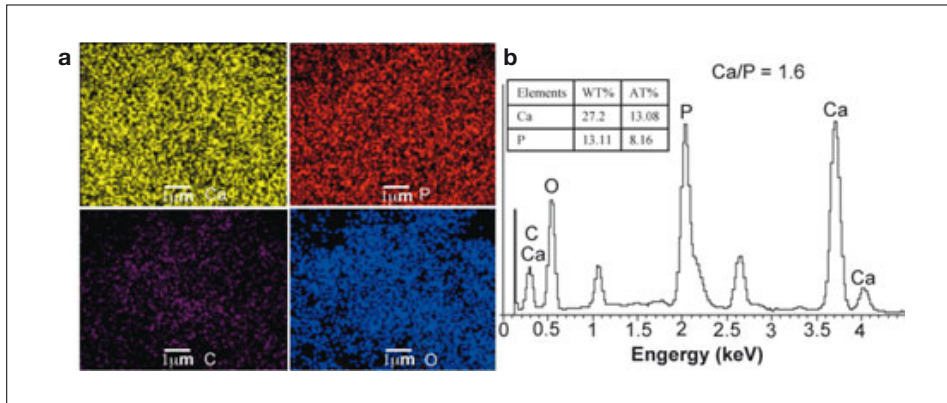 a
1µm Ca
1µm P
1µm C
1µm O
b
Ca/P = 1.6
Elements WT% AT%
Ca 27.2 13.08
P 13.11 8.16
P
Ca
O
C
Ca
Ca
0 0.5 1 1.5 2 2.5 3 3.5 4
Engergy (keV)